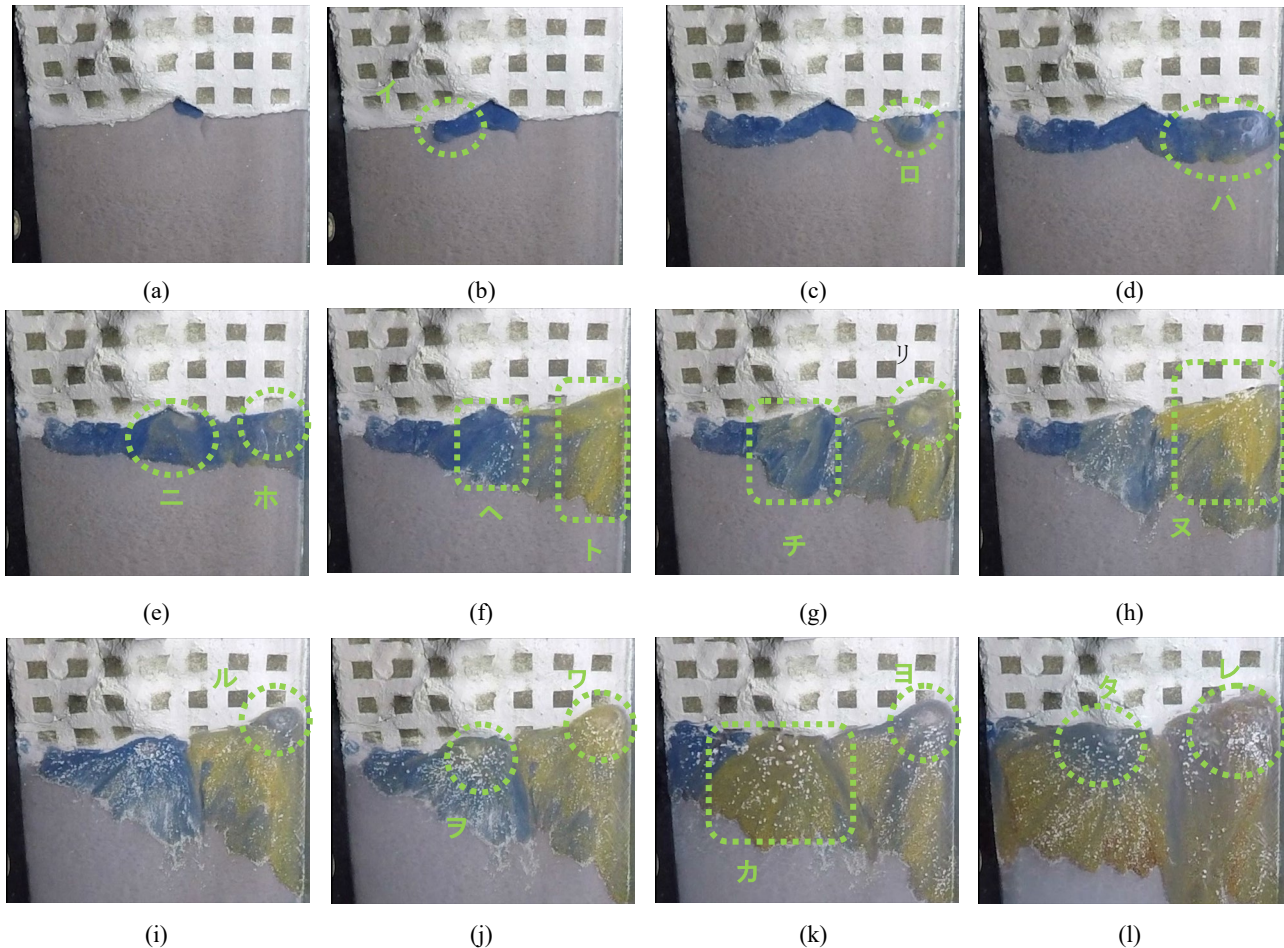 イ
ロ
ハ
(a) (b) (c) (d)
ニ
ホ
ヘ
ト
リ
チ
ヌ
(e) (f) (g) (h)
ル
ヲ
ワ
ヨ
カ
タ
レ
(i) (j) (k) (l)